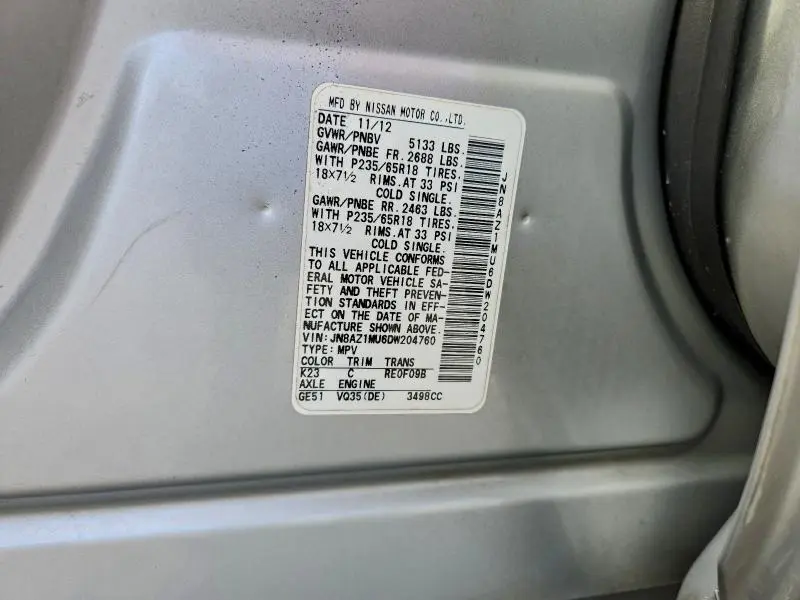 MFD BY NISSAN MOTOR CO.,LTD.
DATE 11/12
GVWR/PNBV 5133 LBS.
GAWR/PNBE FR. 2688 LBS.
WITH P235/65R18 TIRES.
18×7½ RIMS.AT 33 PSI
COLD SINGLE.
GAWR/PNBE RR. 2463 LBS.
WITH P235/65R18 TIRES.
18×7½ RIMS.AT 33 PSI
COLD SINGLE.
THIS VEHICLE CONFORMS
TO ALL APPLICABLE FED-
ERAL MOTOR VEHICLE SA-
FETY AND THEFT PREVEN-
TION STANDARDS IN EFF-
ECT ON THE DATE OF MA-
NUFACTURE SHOWN ABOVE.
VIN: JN8AZ1MU6DW204760
TYPE: MPV
COLOR TRIM TRANS
K23 C RE0F09B
AXLE ENGINE
GE51 VQ35(DE) 3498CC
JN8AZ1MU6DW204760